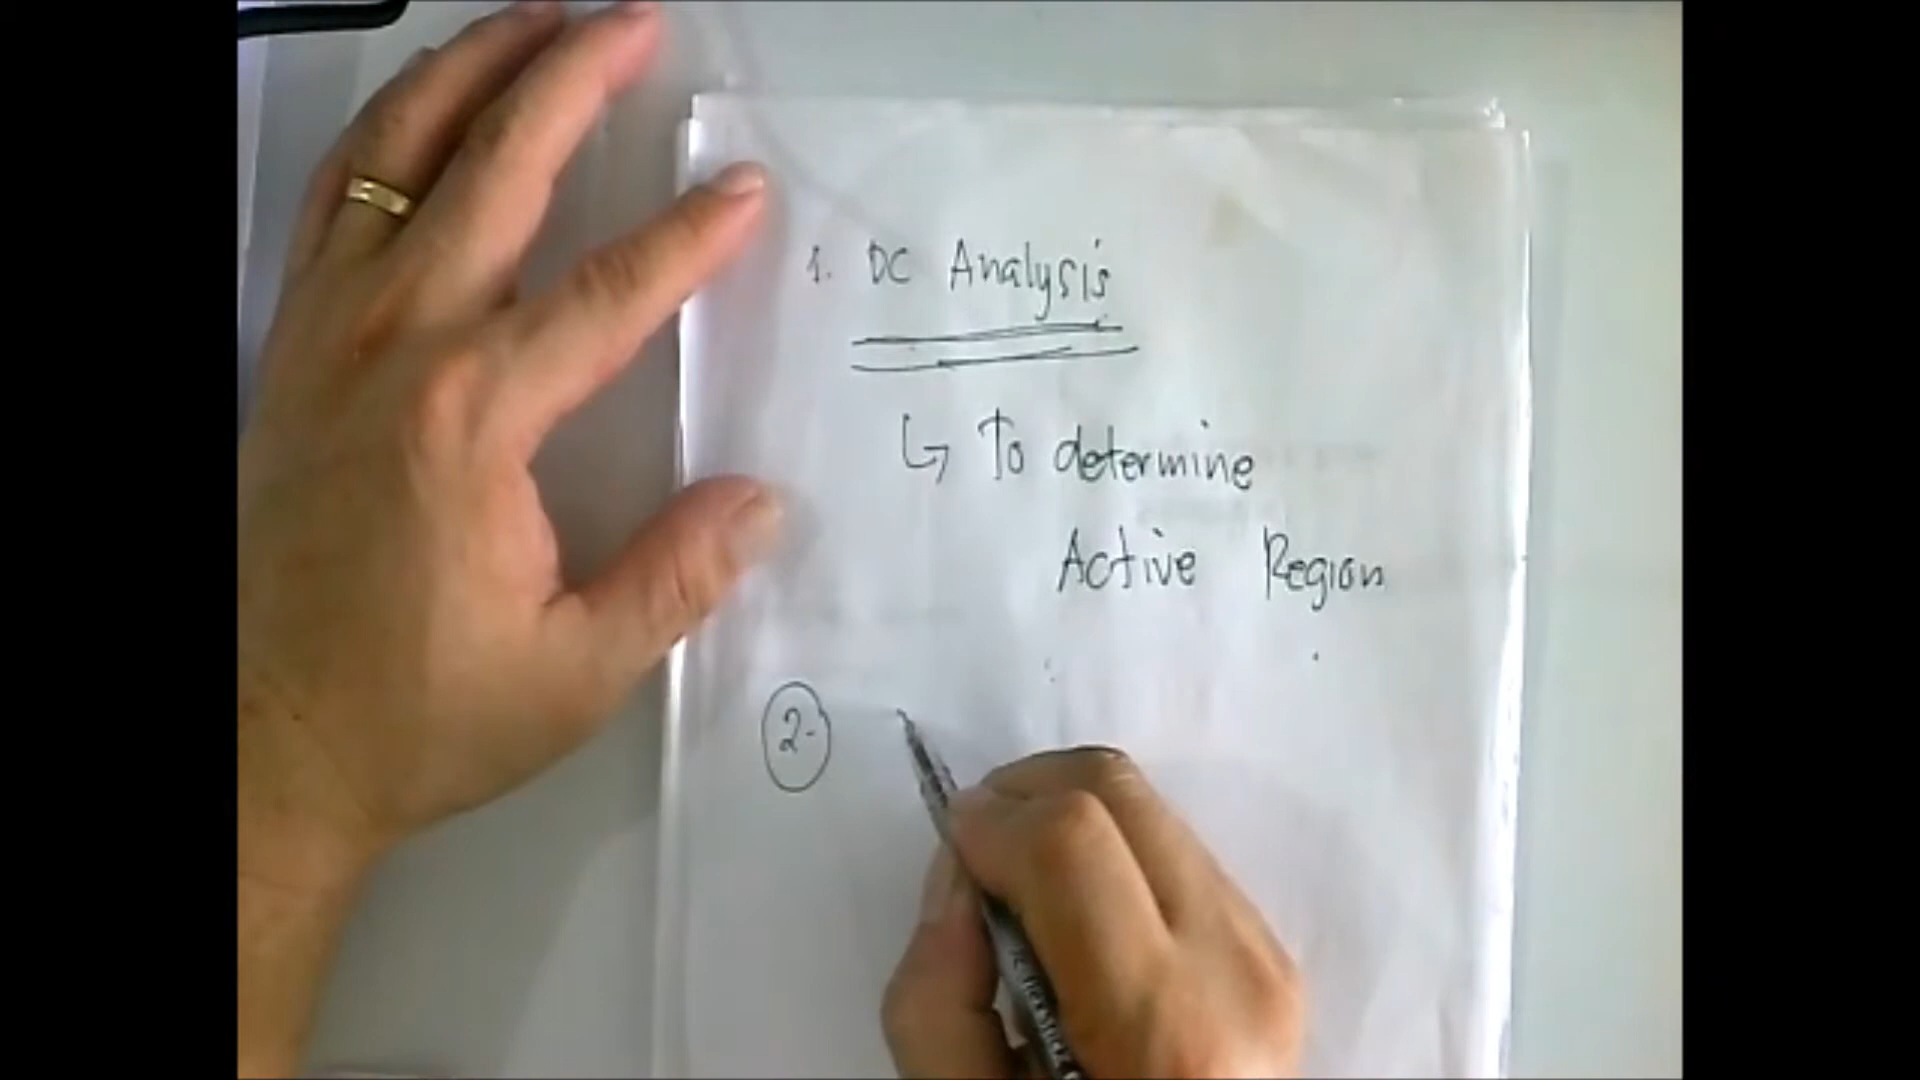 1. DC Analysis
↳ To determine
Active Region
2.